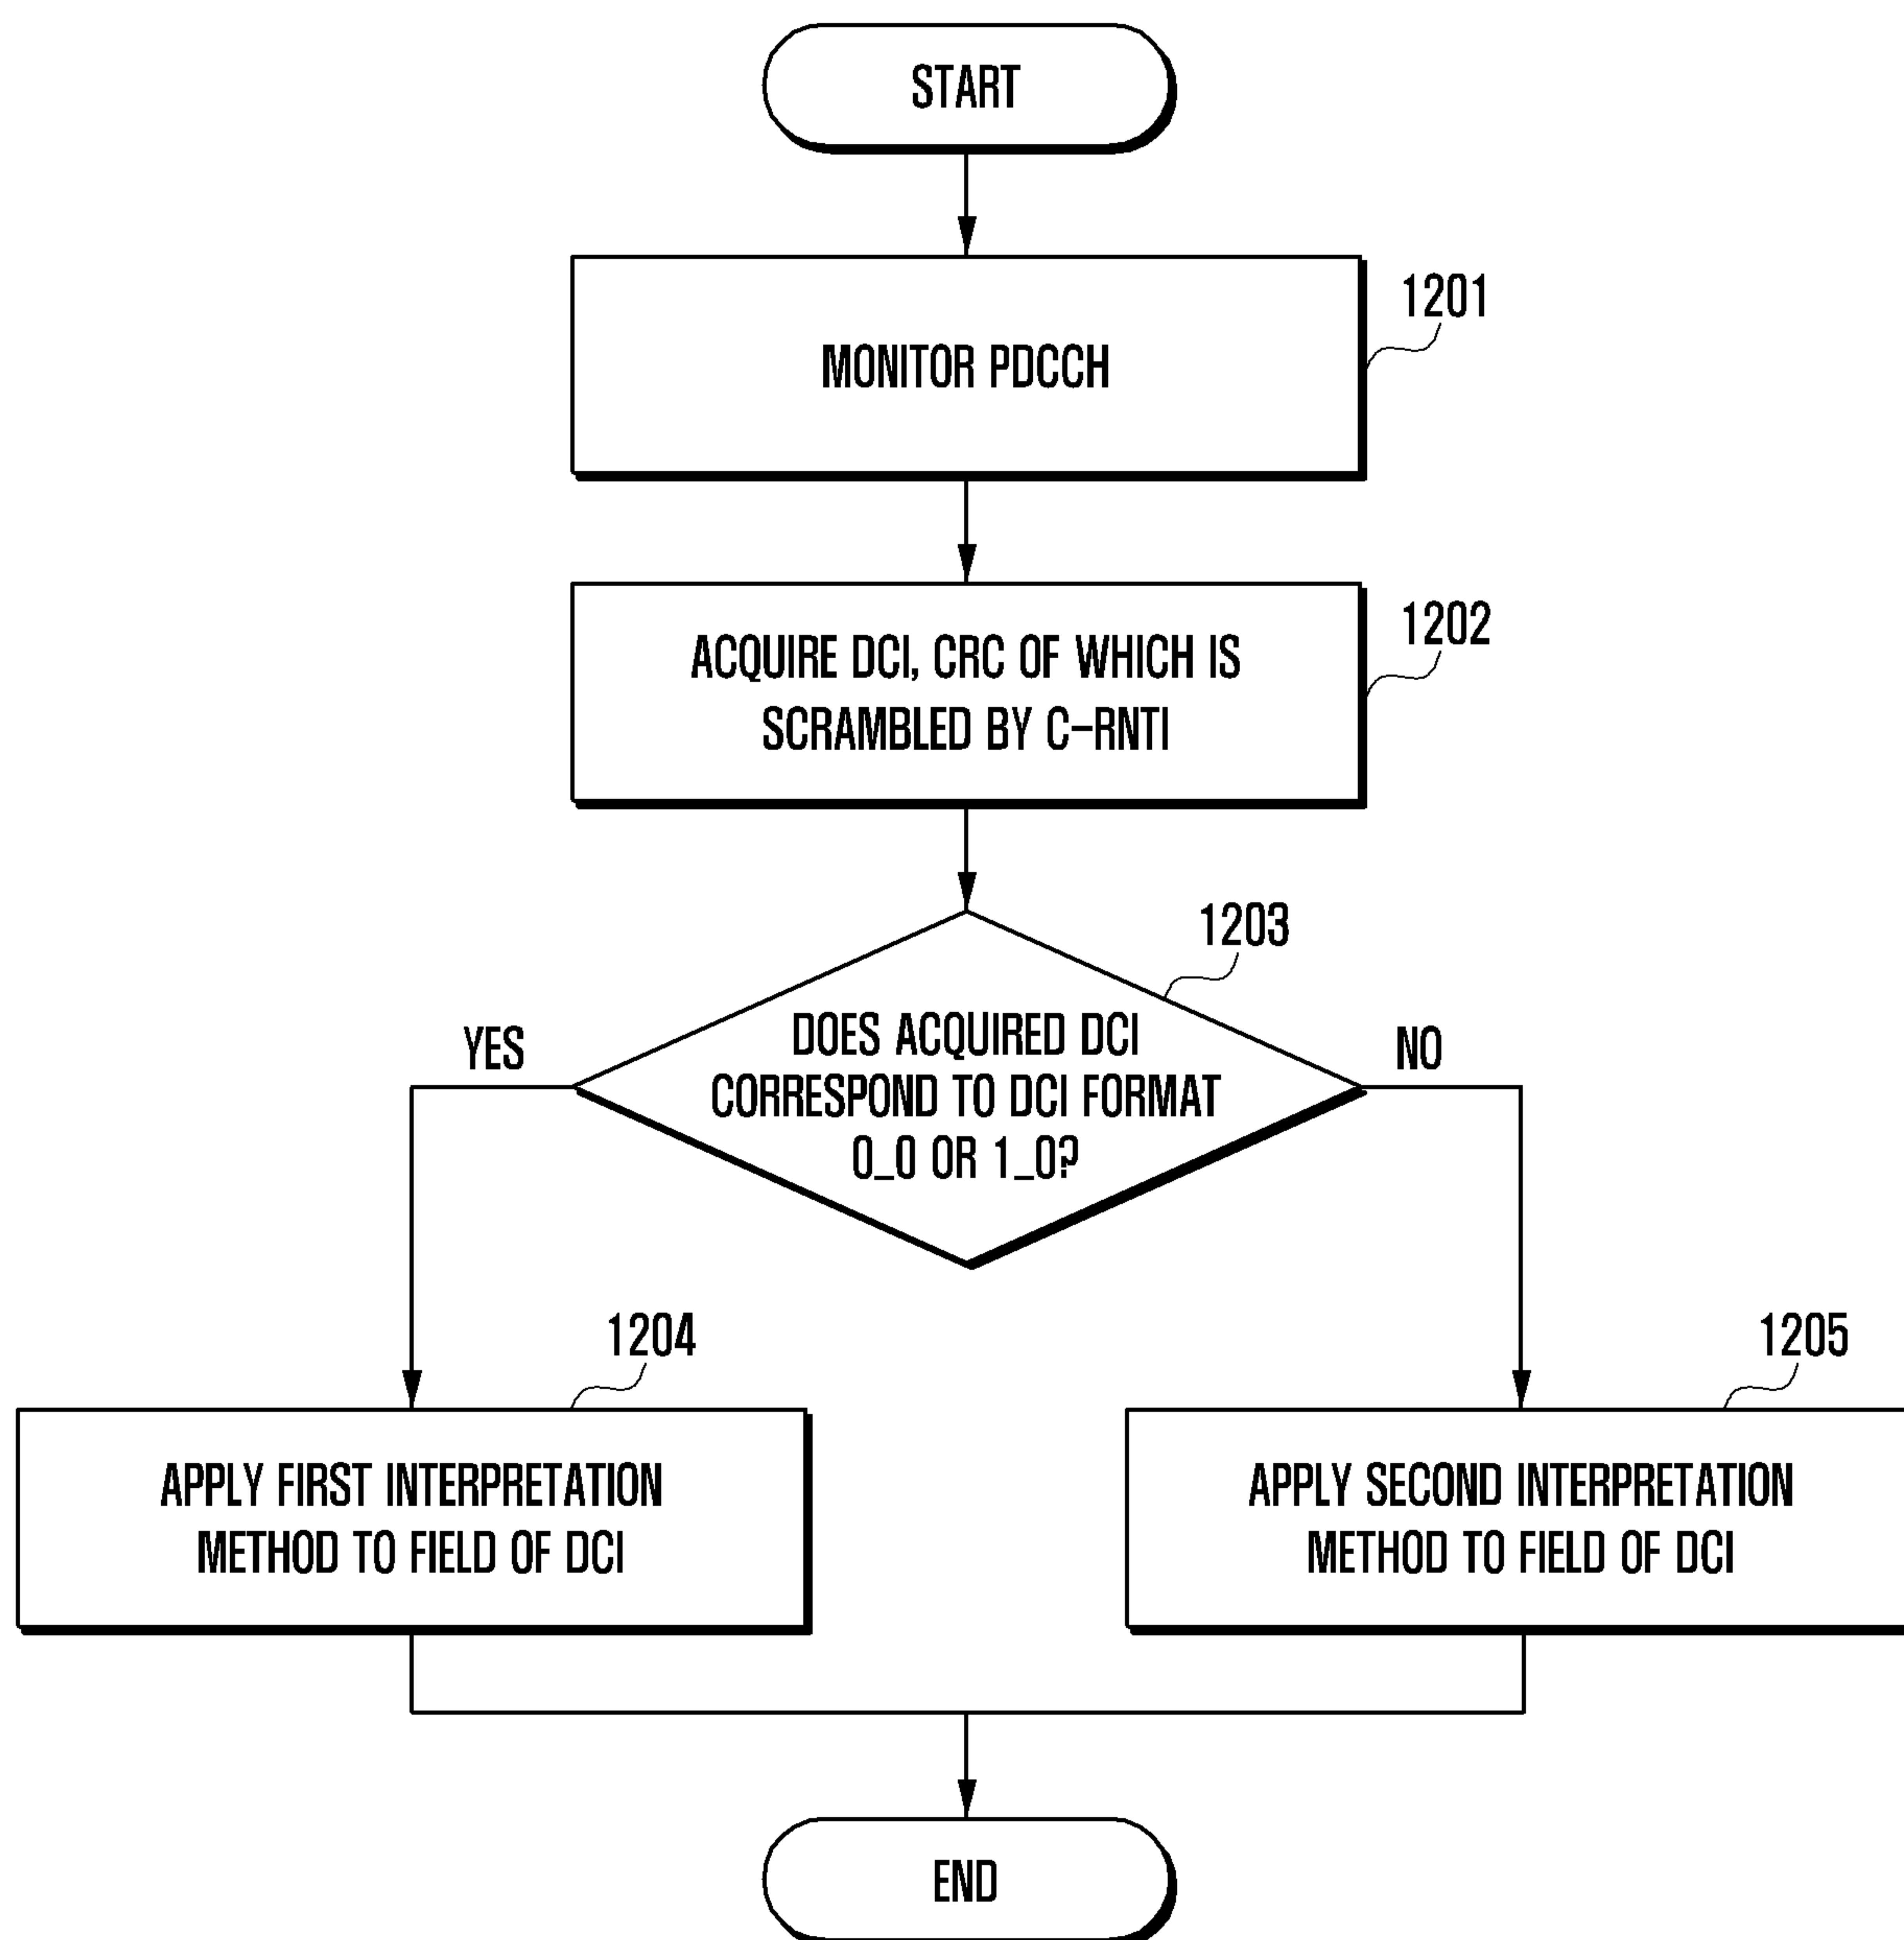 START
MONITOR PDCCH
1201
ACQUIRE DCI, CRC OF WHICH IS
SCRAMBLED BY C-RNTI
1202
1203
DOES ACQUIRED DCI
CORRESPOND TO DCI FORMAT
0_0 OR 1_0?
YES
NO
1204
APPLY FIRST INTERPRETATION
METHOD TO FIELD OF DCI
1205
APPLY SECOND INTERPRETATION
METHOD TO FIELD OF DCI
END